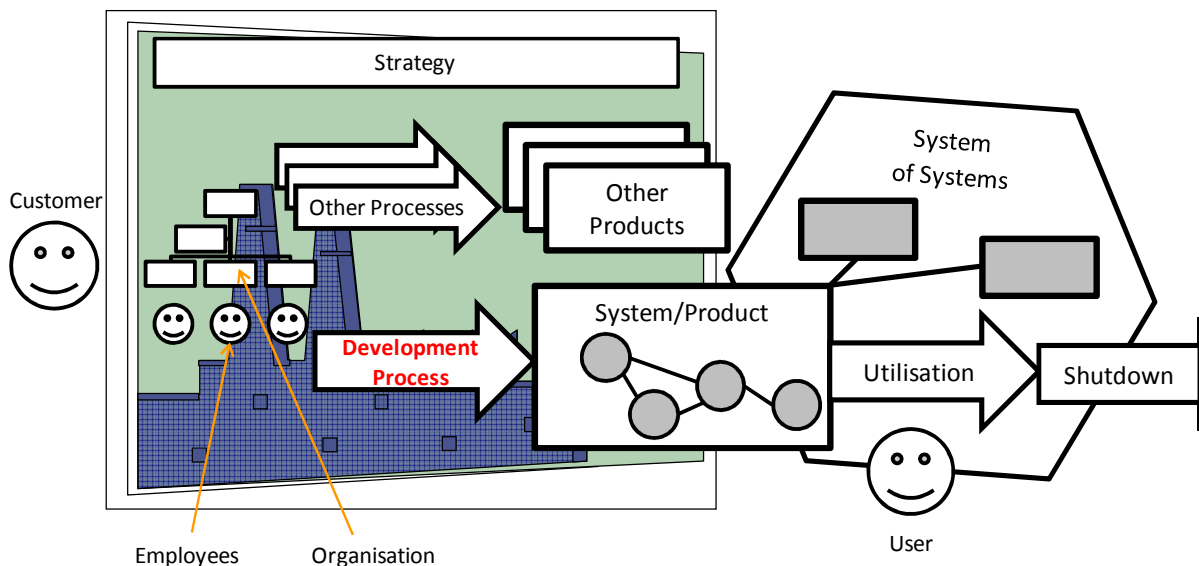 Strategy
System
of Systems
Customer
Other Processes
Other
Products
System/Product
Development
Process
Utilisation
Shutdown
User
Employees
Organisation